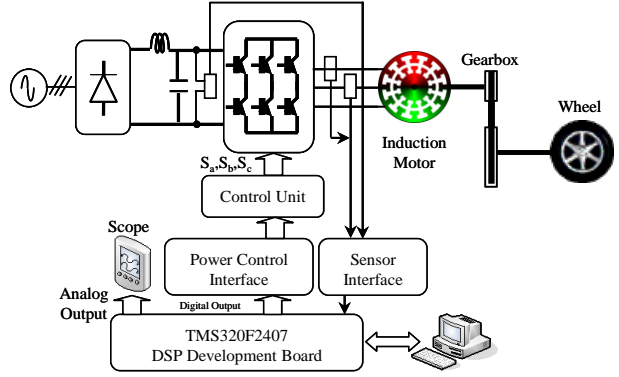 Gearbox
Wheel
Induction
Motor
Sa,Sb,Sc
Control Unit
Scope
Power Control
Interface
Sensor
Interface
Analog
Output
Digital Output
TMS320F2407
DSP Development Board